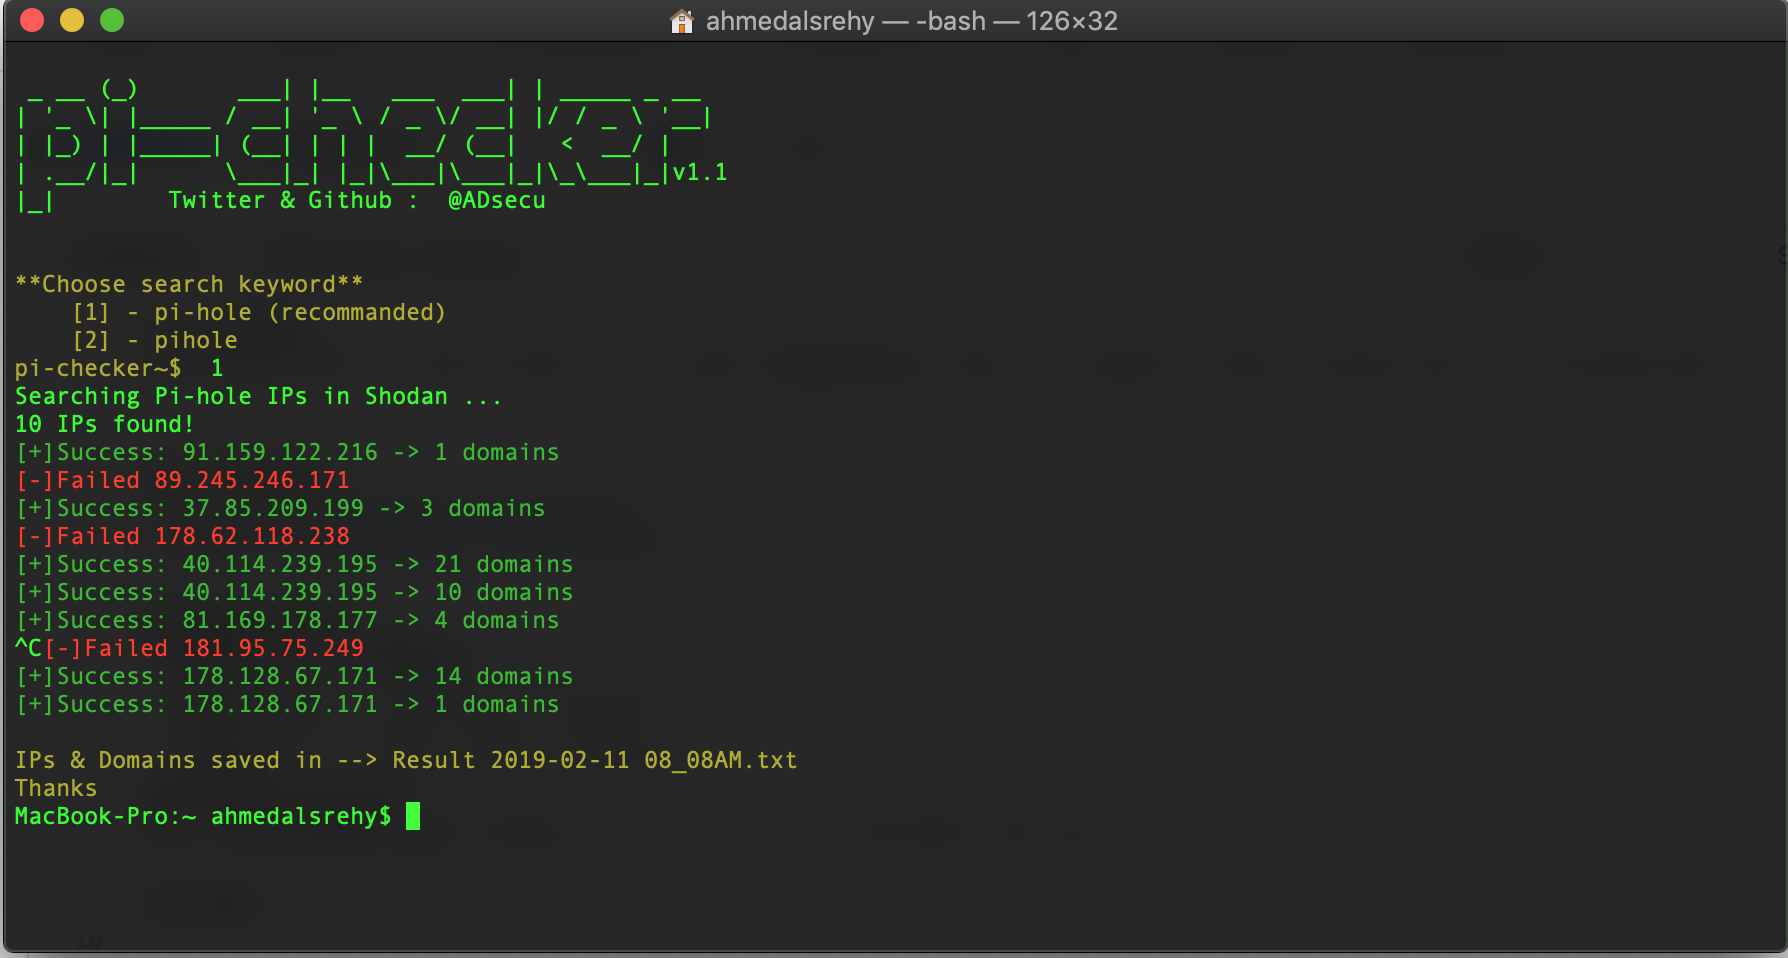 ahmedalsrehy — -bash — 126×32
pi-checker
v1.1
Twitter & Github :  @ADsecu
**Choose search keyword**
[1] - pi-hole (recommanded)
[2] - pihole
pi-checker~$  1
Searching Pi-hole IPs in Shodan ...
10 IPs found!
[+]Success: 91.159.122.216 -> 1 domains
[-]Failed 89.245.246.171
[+]Success: 37.85.209.199 -> 3 domains
[-]Failed 178.62.118.238
[+]Success: 40.114.239.195 -> 21 domains
[+]Success: 40.114.239.195 -> 10 domains
[+]Success: 81.169.178.177 -> 4 domains
^C[-]Failed 181.95.75.249
[+]Success: 178.128.67.171 -> 14 domains
[+]Success: 178.128.67.171 -> 1 domains
IPs & Domains saved in --> Result 2019-02-11 08_08AM.txt
Thanks
MacBook-Pro:~ ahmedalsrehy$
18